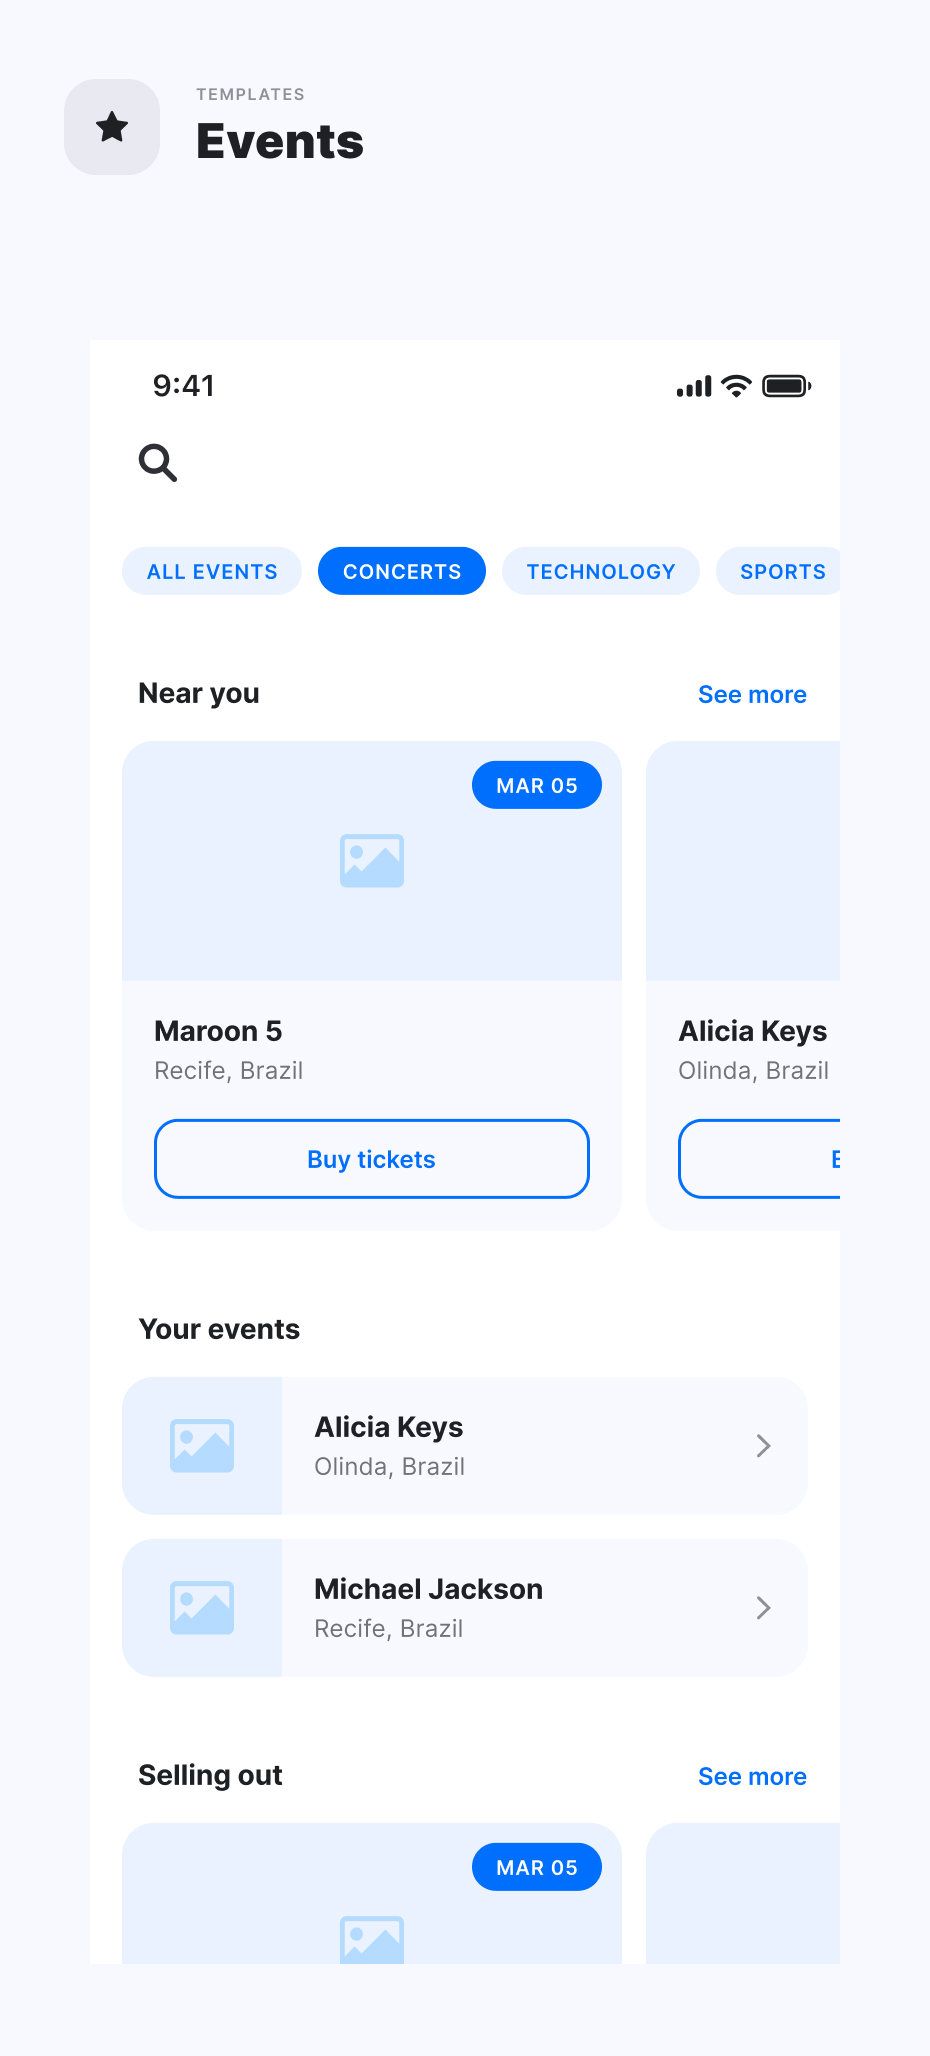 TEMPLATES
Events
9:41
ALL EVENTS
CONCERTS
TECHNOLOGY
SPORTS
Near you
See more
MAR 05
Maroon 5
Recife, Brazil
Buy tickets
Alicia Keys
Olinda, Brazil
Your events
Alicia Keys
Olinda, Brazil
Michael Jackson
Recife, Brazil
Selling out
See more
MAR 05